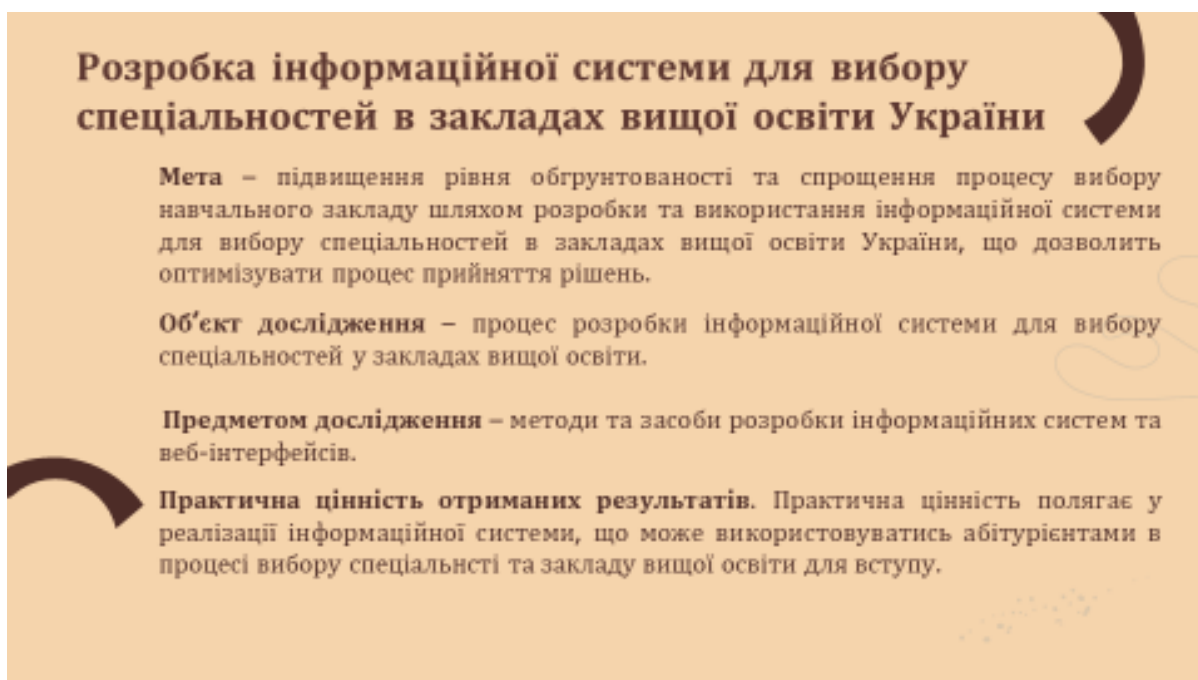 Розробка інформаційної системи для вибору
спеціальностей в закладах вищої освіти України
Мета – підвищення рівня обгрунтованості та спрощення процесу вибору
навчального закладу шляхом розробки та використання інформаційної системи
для вибору спеціальностей в закладах вищої освіти України, що дозволить
оптимізувати процес прийняття рішень.
Об’єкт дослідження – процес розробки інформаційної системи для вибору
спеціальностей у закладах вищої освіти.
Предметом дослідження – методи та засоби розробки інформаційних систем та
веб-інтерфейсів.
Практична цінність отриманих результатів. Практична цінність полягає у
реалізації інформаційної системи, що може використовуватись абітурієнтами в
процесі вибору спеціальнсті та закладу вищої освіти для вступу.